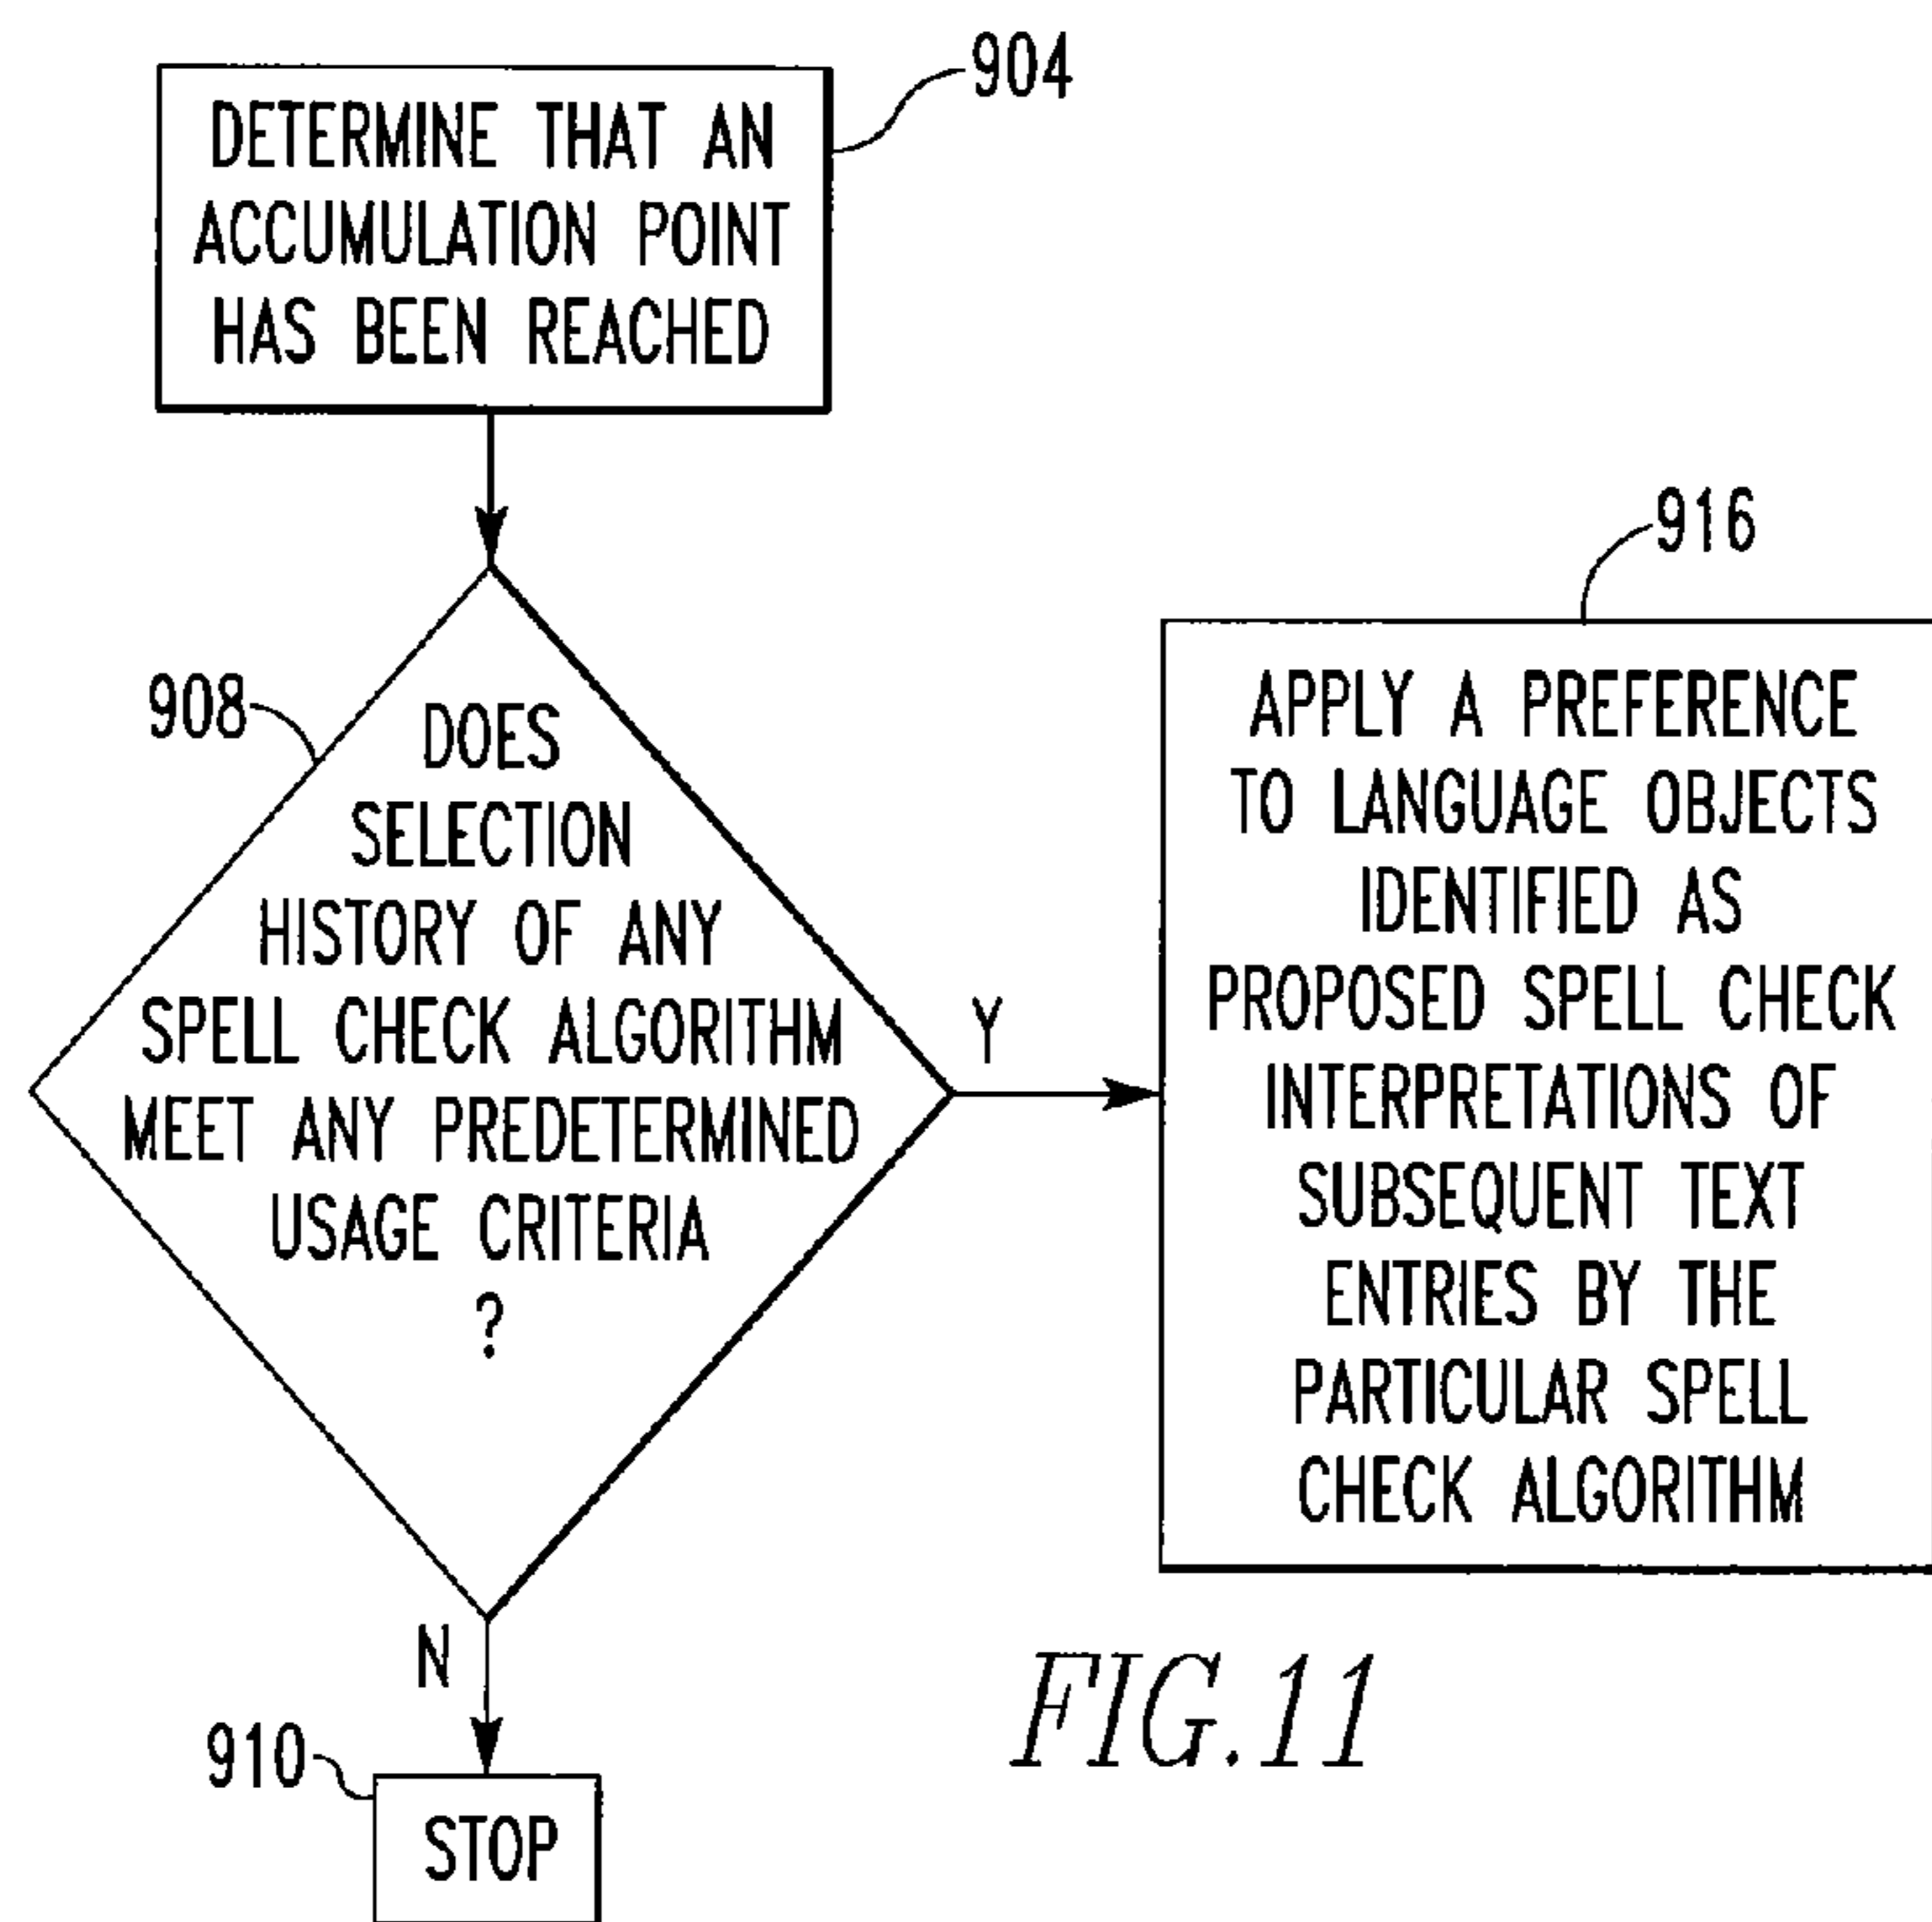 904
DETERMINE THAT AN
ACCUMULATION POINT
HAS BEEN REACHED
908
DOES
SELECTION
HISTORY OF ANY
SPELL CHECK ALGORITHM
MEET ANY PREDETERMINED
USAGE CRITERIA
?
Y
916
APPLY A PREFERENCE
TO LANGUAGE OBJECTS
IDENTIFIED AS
PROPOSED SPELL CHECK
INTERPRETATIONS OF
SUBSEQUENT TEXT
ENTRIES BY THE
PARTICULAR SPELL
CHECK ALGORITHM
N
910
STOP
FIG.11